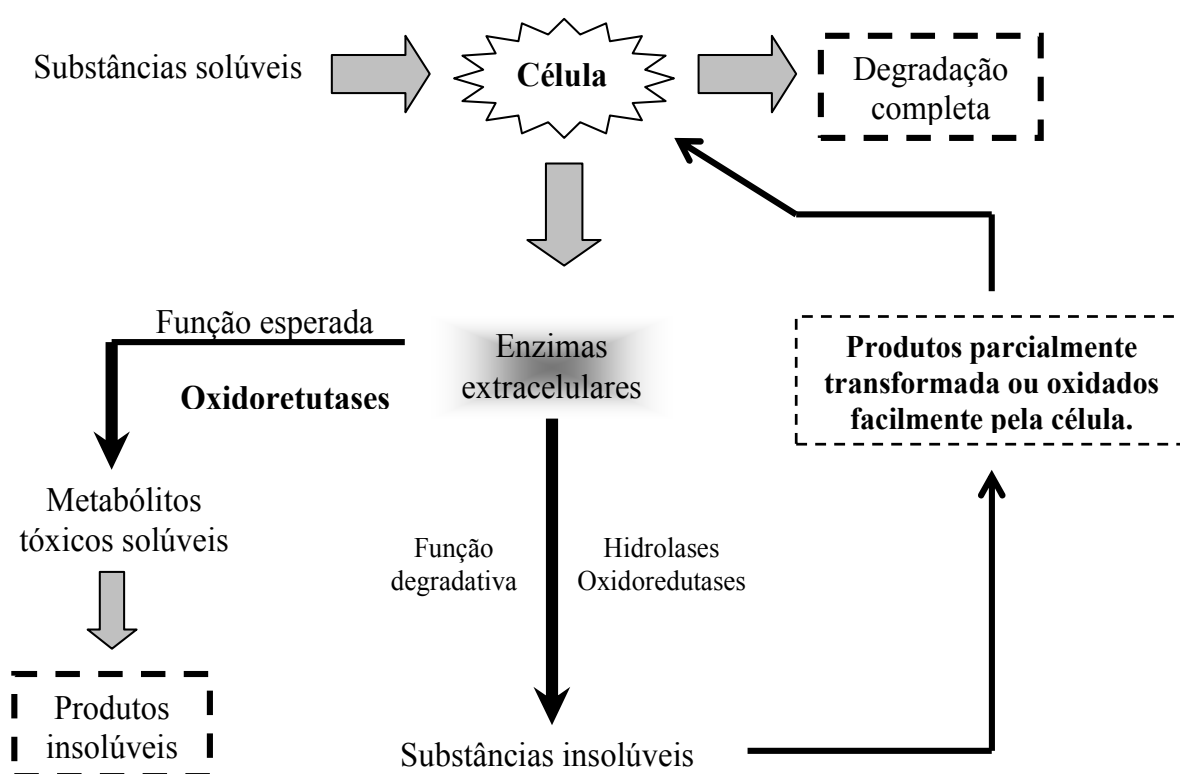 Substâncias solúveis
Célula
Degradação
completa
Função esperada
Oxidoretutases
Enzimas
extracelulares
Produtos parcialmente
transformada ou oxidados
facilmente pela célula.
Metabólitos
tóxicos solúveis
Função
degradativa
Hidrolases
Oxidoredutases
Produtos
insolúveis
Substâncias insolúveis